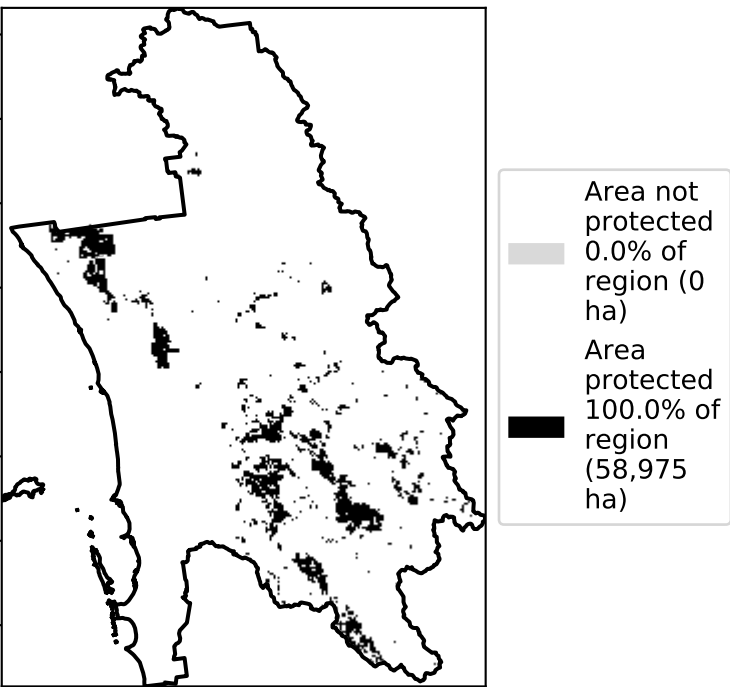 Area not
protected
0.0% of
region (0
ha)
Area
protected
100.0% of
region
(58,975
ha)